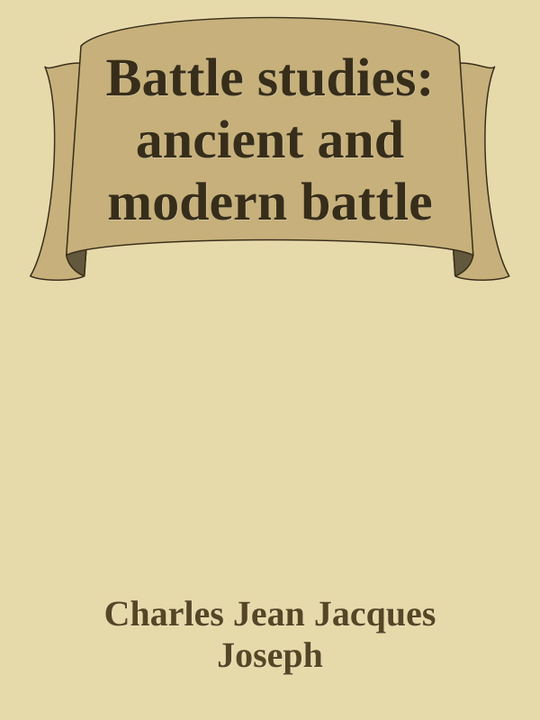 Battle studies:
ancient and
modern battle
Charles Jean Jacques
Joseph